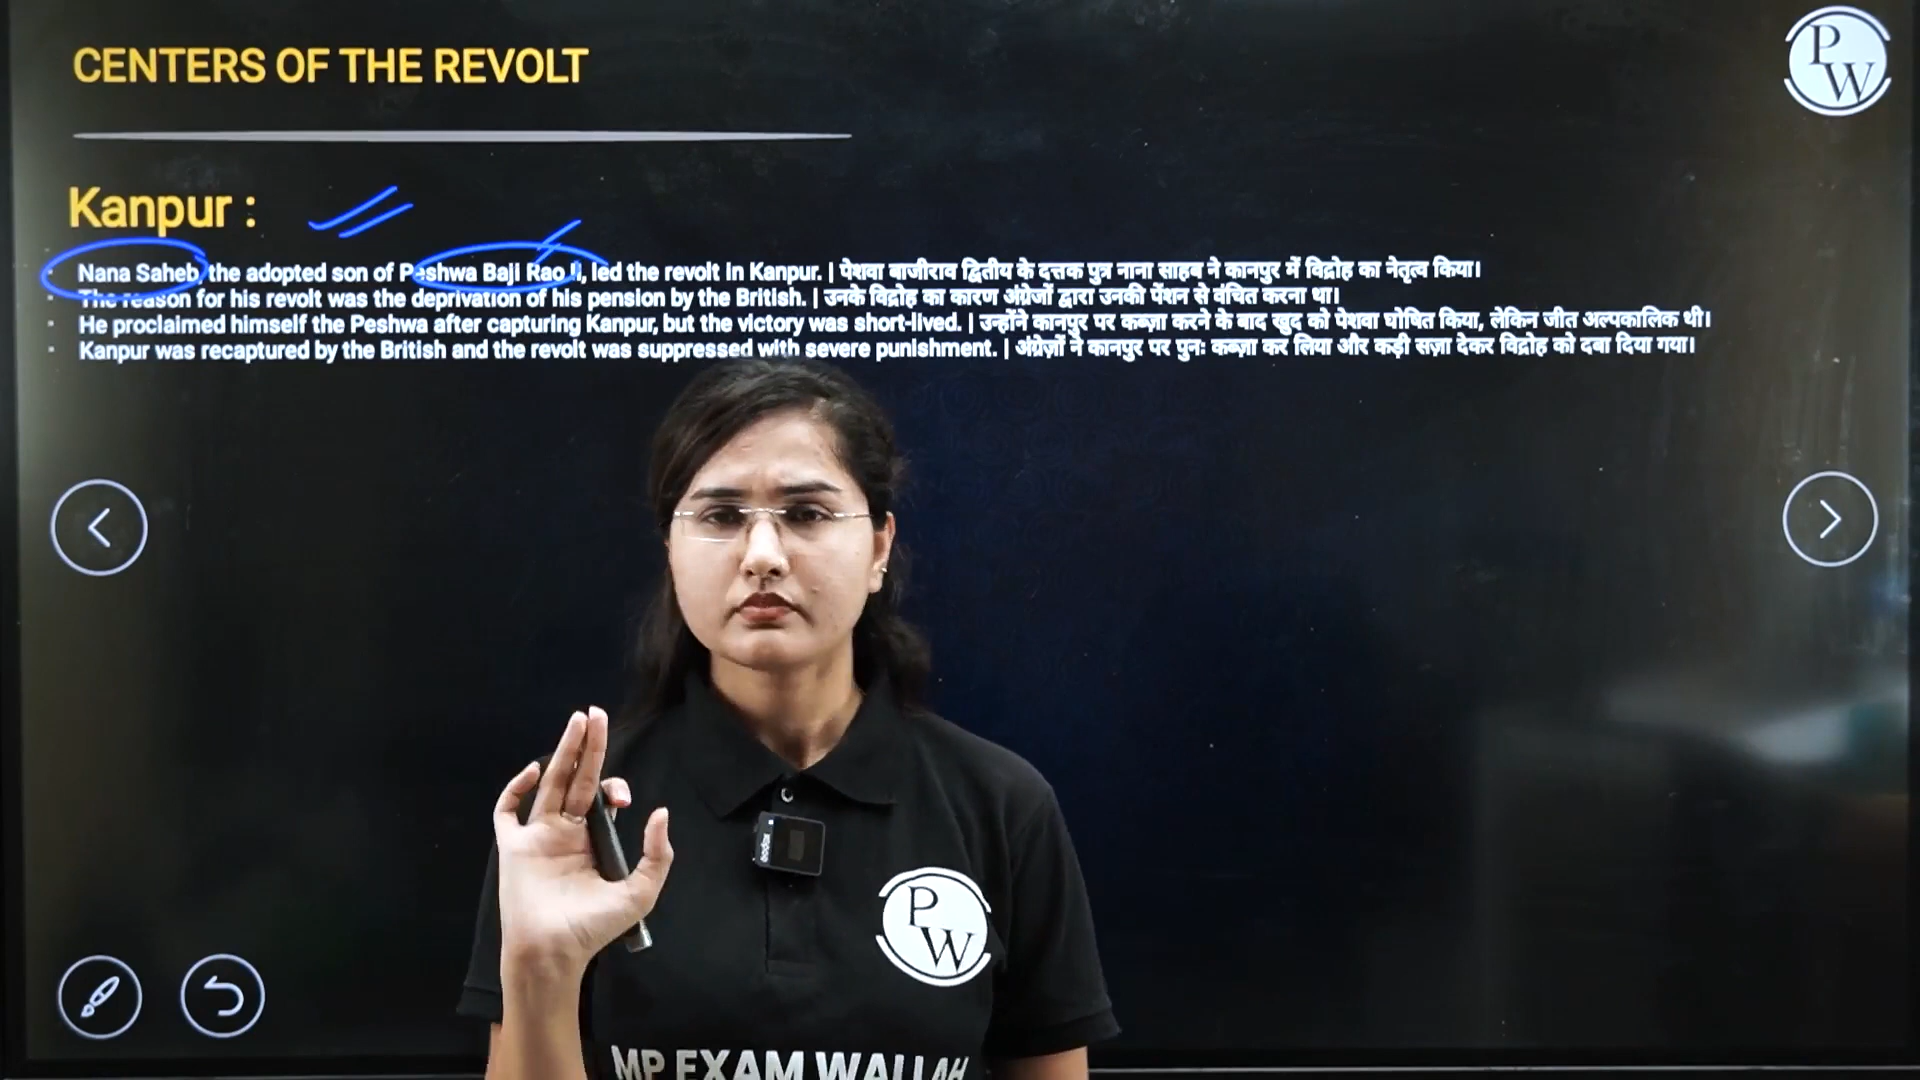 CENTERS OF THE REVOLT
P
W
Kanpur :
Nana Saheb, the adopted son of Peshwa Baji Rao II, led the revolt in Kanpur. | पेशवा बाजीराव द्वितीय के दत्तक पुत्र नाना साहब ने कानपुर में विद्रोह का नेतृत्व किया।
The reason for his revolt was the deprivation of his pension by the British. | उनके विद्रोह का कारण अंग्रेजों द्वारा उनकी पेंशन से वंचित करना था।
He proclaimed himself the Peshwa after capturing Kanpur, but the victory was short-lived. | उन्होंने कानपुर पर कब्ज़ा करने के बाद खुद को पेशवा घोषित किया, लेकिन जीत अल्पकालिक थी।
Kanpur was recaptured by the British and the revolt was suppressed with severe punishment. | अंग्रेज़ों ने कानपुर पर पुनः कब्ज़ा कर लिया और कड़ी सज़ा देकर विद्रोह को दबा दिया गया।
P
W
MP EXAM WALLAH